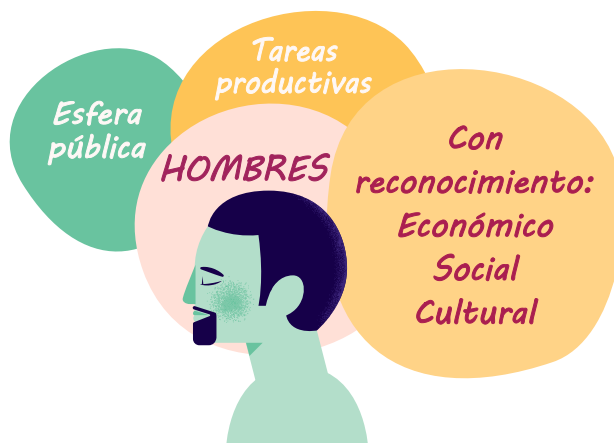 Tareas
productivas
Esfera
pública
HOMBRES
Con
reconocimiento:
Económico
Social
Cultural